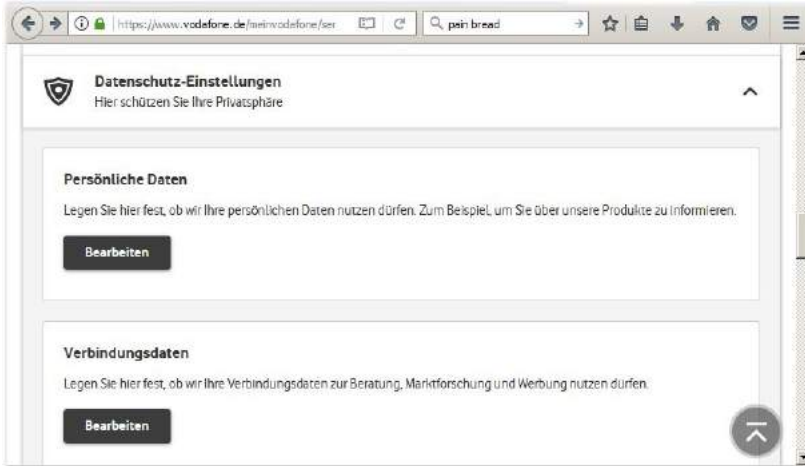 https://www.vodafone.de/meinvodafone/ser
pain bread
Datenschutz-Einstellungen
Hier schützen Sie Ihre Privatsphäre
Persönliche Daten
Legen Sie hier fest, ob wir Ihre persönlichen Daten nutzen dürfen. Zum Beispiel, um Sie über unsere Produkte zu informieren.
Bearbeiten
Verbindungsdaten
Legen Sie hier fest, ob wir Ihre Verbindungsdaten zur Beratung, Marktforschung und Werbung nutzen dürfen.
Bearbeiten